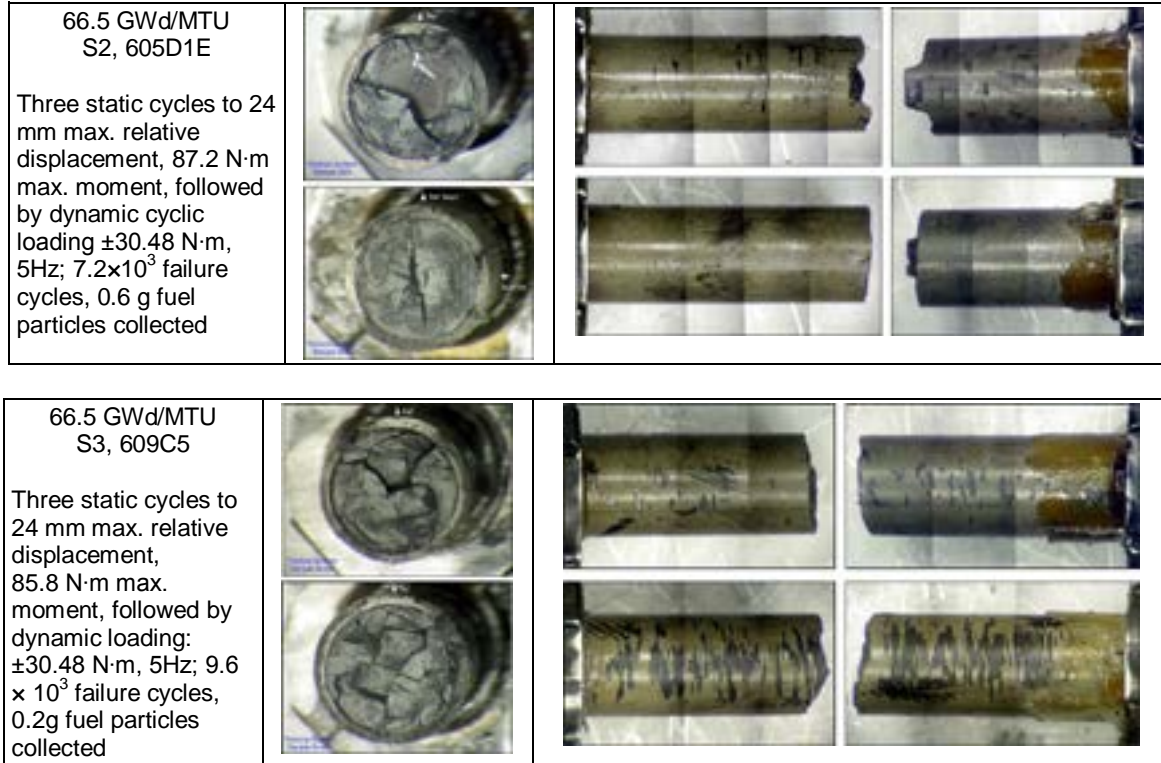 66.5 GWd/MTU
S2, 605D1E
Three static cycles to 24
mm max. relative
displacement, 87.2 N·m
max. moment, followed
by dynamic cyclic
loading ±30.48 N·m,
5Hz; 7.2×10³ failure
cycles, 0.6 g fuel
particles collected
66.5 GWd/MTU
S3, 609C5
Three static cycles to
24 mm max. relative
displacement,
85.8 N·m max.
moment, followed by
dynamic loading:
±30.48 N·m, 5Hz; 9.6
× 10³ failure cycles,
0.2g fuel particles
collected